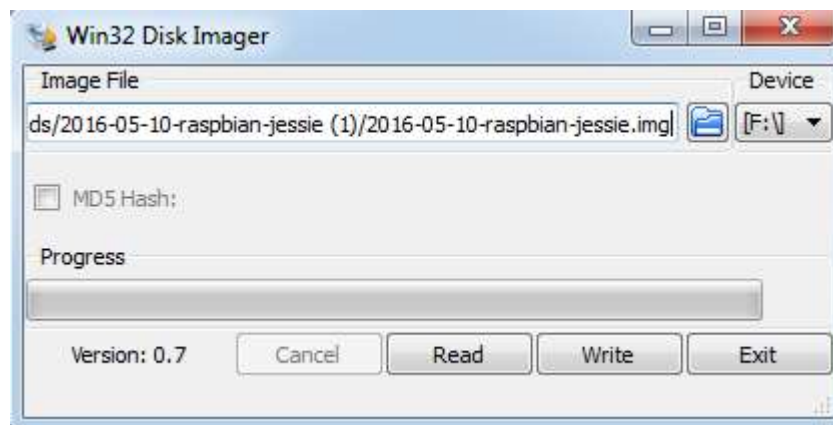 Win32 Disk Imager
Image File Device
ds/2016-05-10-raspbian-jessie (1)/2016-05-10-raspbian-jessie.img [F:\]
MD5 Hash:
Progress
Version: 0.7 Cancel Read Write Exit